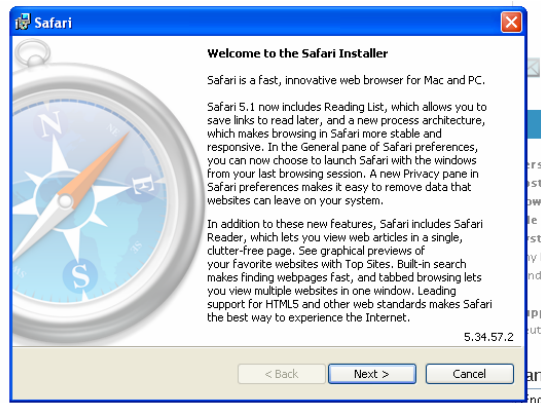 Safari
Welcome to the Safari Installer
Safari is a fast, innovative web browser for Mac and PC.
Safari 5.1 now includes Reading List, which allows you to
save links to read later, and a new process architecture,
which makes browsing in Safari more stable and
responsive. In the General pane of Safari preferences,
you can now choose to launch Safari with the windows
from your last browsing session. A new Privacy pane in
Safari preferences makes it easy to remove data that
websites can leave on your system.
In addition to these new features, Safari includes Safari
Reader, which lets you view web articles in a single,
clutter-free page. See graphical previews of
your favorite websites with Top Sites. Built-in search
makes finding webpages fast, and tabbed browsing lets
you view multiple websites in one window. Leading
support for HTML5 and other web standards makes Safari
the best way to experience the Internet.
5.34.57.2
< Back
Next >
Cancel
N
E
S